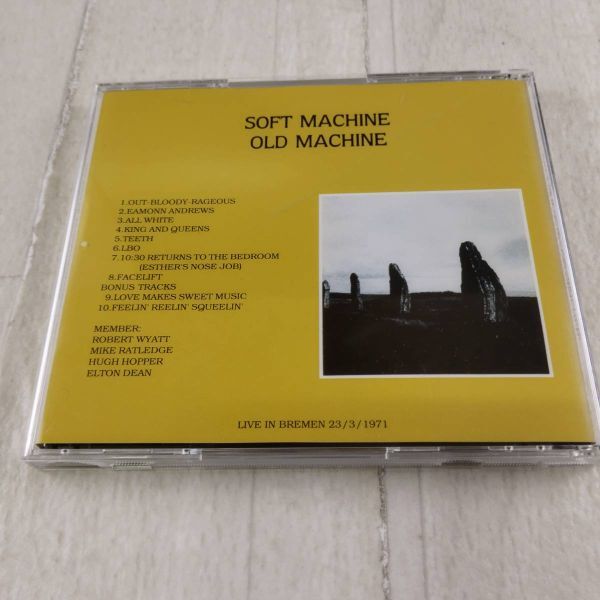 SOFT MACHINE
OLD MACHINE
1.OUT-BLOODY-RAGEOUS
2.EAMONN ANDREWS
3.ALL WHITE
4.KING AND QUEENS
5.TEETH
6.LBO
7.10:30 RETURNS TO THE BEDROOM
(ESTHER'S NOSE JOB)
8.FACELIFT
BONUS TRACKS
9.LOVE MAKES SWEET MUSIC
10.FEELIN' REELIN' SQUEELIN'
MEMBER:
ROBERT WYATT
MIKE RATLEDGE
HUGH HOPPER
ELTON DEAN
LIVE IN BREMEN 23/3/1971